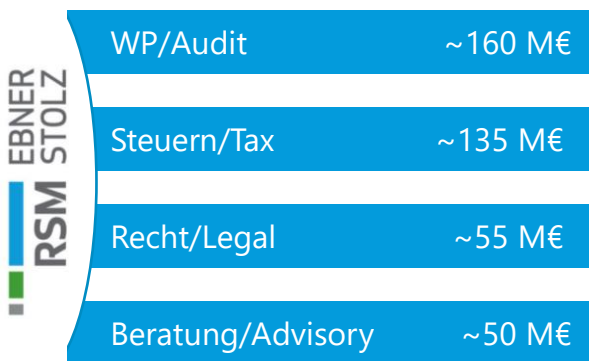 RSM EBNER
STOLZ
WP/Audit ~160 M€
Steuern/Tax ~135 M€
Recht/Legal ~55 M€
Beratung/Advisory ~50 M€